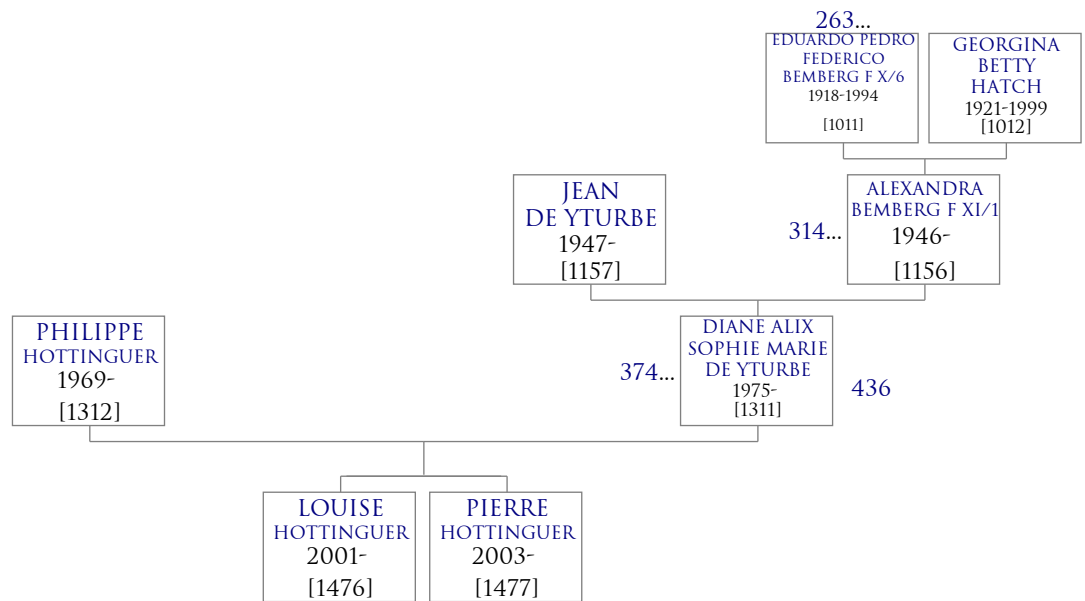 263...
EDUARDO PEDRO
FEDERICO
BEMBERG F X/6
1918-1994
[1011]
GEORGINA
BETTY
HATCH
1921-1999
[1012]
JEAN
DE YTURBE
1947-
[1157]
314...
ALEXANDRA
BEMBERG F XI/1
1946-
[1156]
PHILIPPE
HOTTINGUER
1969-
[1312]
374...
DIANE ALIX
SOPHIE MARIE
DE YTURBE
1975-
[1311]
436
LOUISE
HOTTINGUER
2001-
[1476]
PIERRE
HOTTINGUER
2003-
[1477]